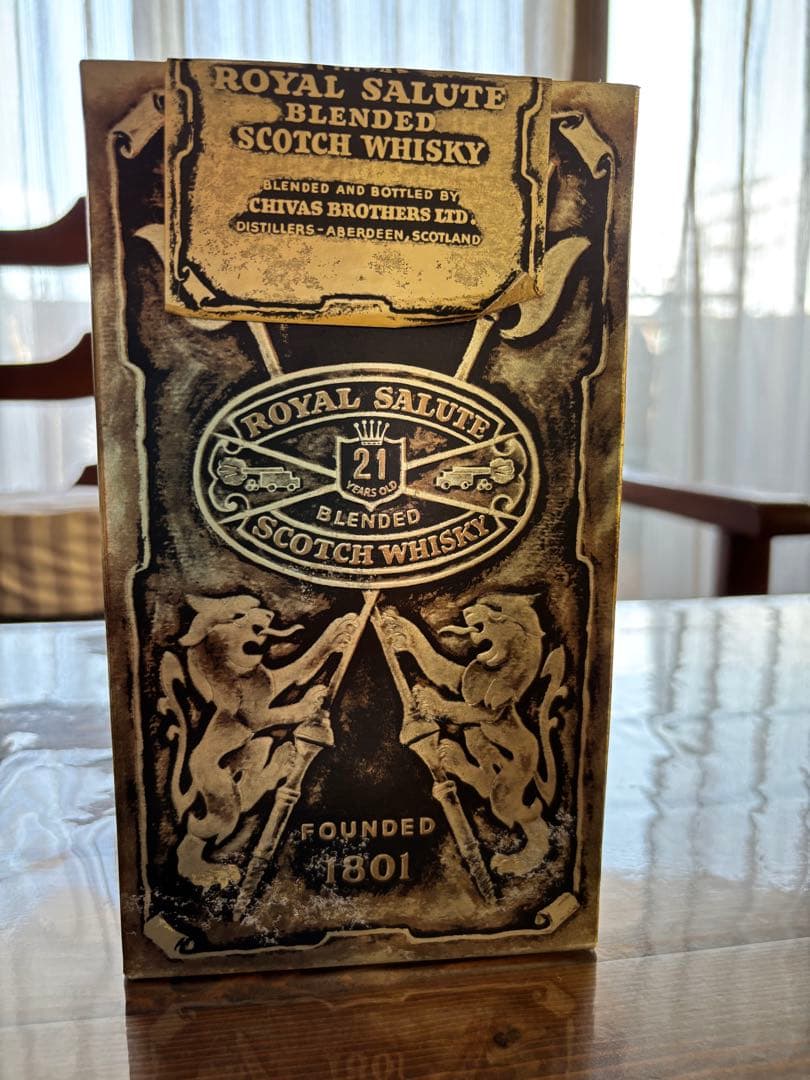 ROYAL SALUTE
BLENDED
SCOTCH WHISKY
BLENDED AND BOTTLED BY
CHIVAS BROTHERS LTD.
DISTILLERS - ABERDEEN, SCOTLAND
ROYAL SALUTE
21
YEARS OLD
BLENDED
SCOTCH WHISKY
FOUNDED
1801